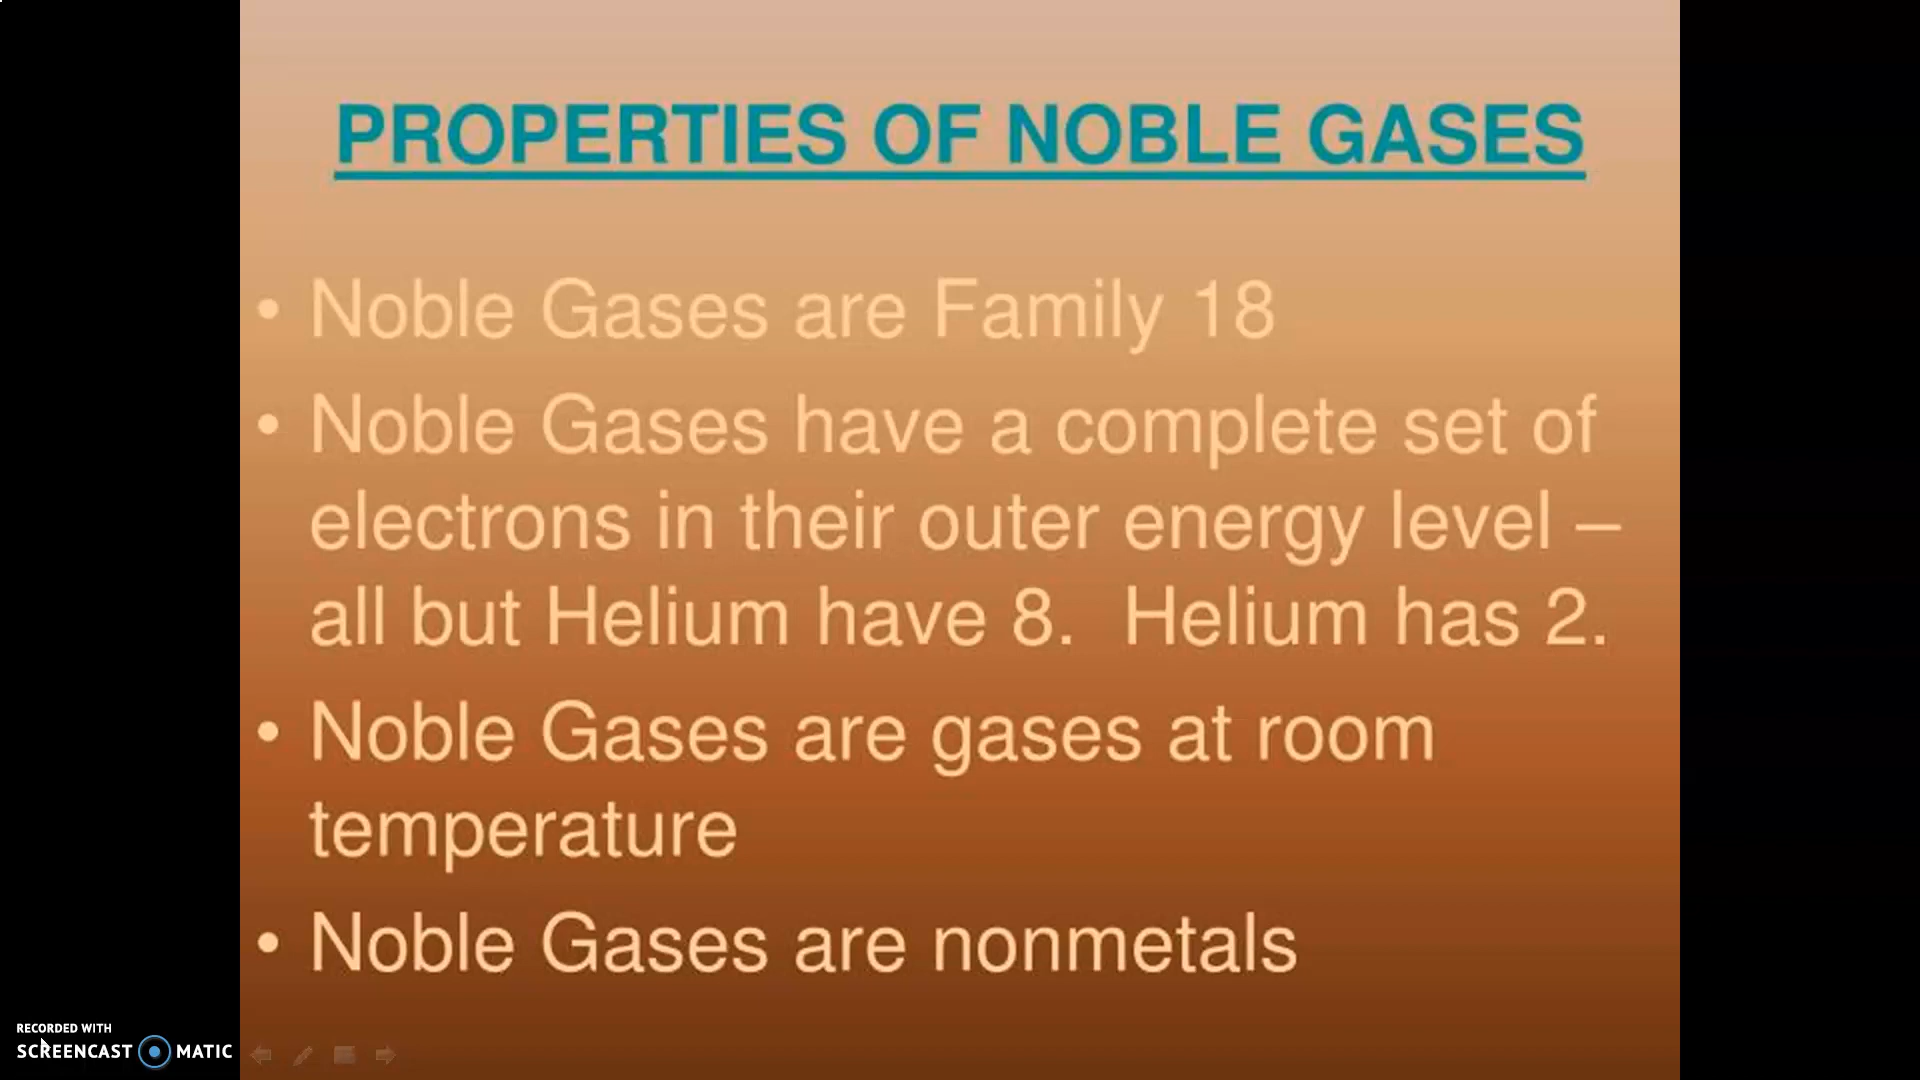 PROPERTIES OF NOBLE GASES
• Noble Gases are Family 18
• Noble Gases have a complete set of
electrons in their outer energy level –
all but Helium have 8.  Helium has 2.
• Noble Gases are gases at room
temperature
• Noble Gases are nonmetals
RECORDED WITH
SCREENCAST MATIC